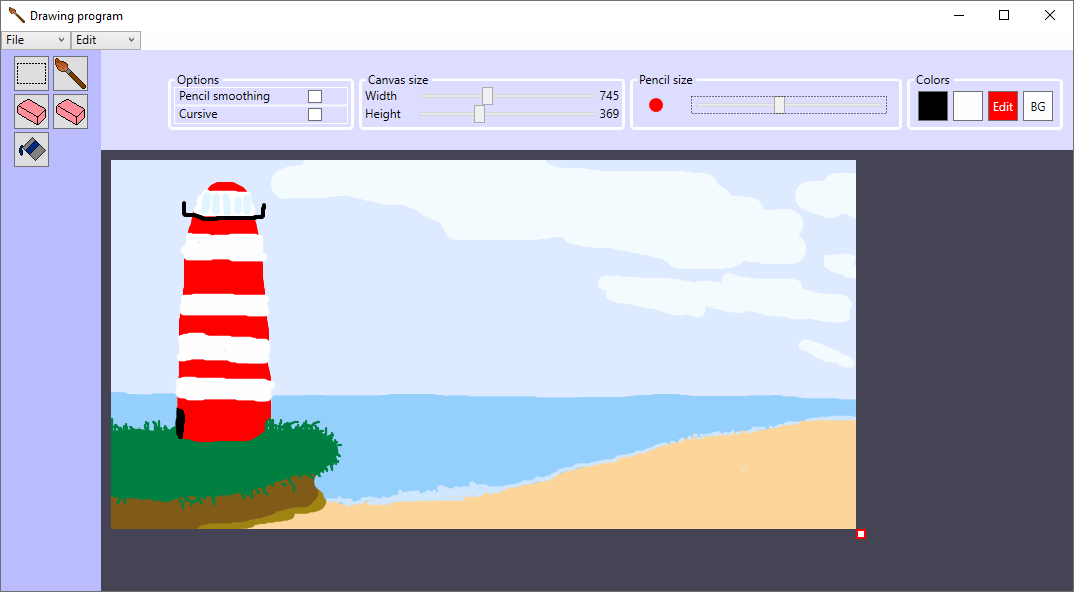 Drawing program
File Edit
Options
Pencil smoothing
Cursive
Canvas size
Width 745
Height 369
Pencil size
Colors
Edit BG